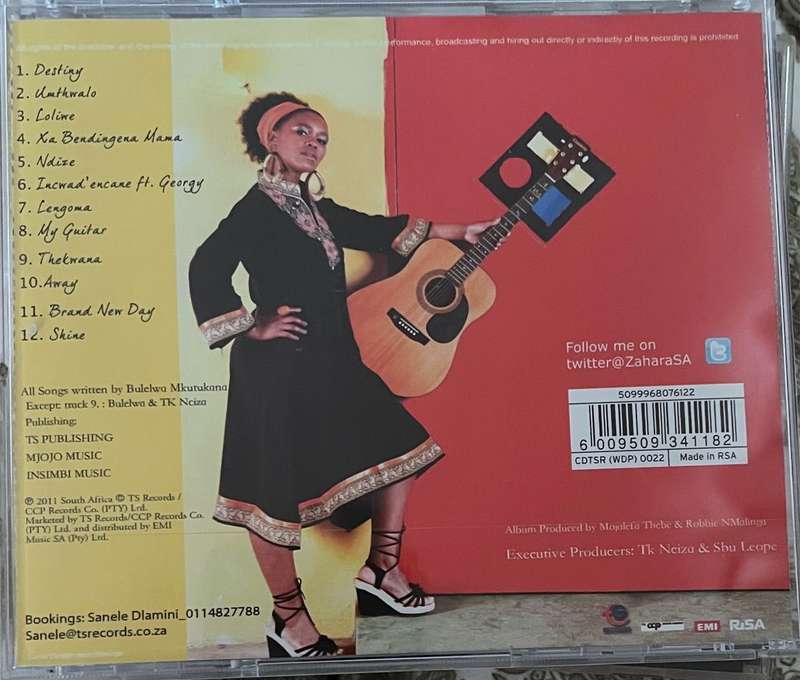 performance, broadcasting and hiring out directly or indirectly of this recording is prohibited
1. Destiny
2. Umthwalo
3. Loliwe
4. Xa Bendingena Mama
5. Ndize
6. Incwad'encane ft. Georgy
7. Lengoma
8. My Guitar
9. Thekwana
10. Away
11. Brand New Day
12. Shine
All Songs written by Bulelwa Mkutukana
Except: track 9. : Bulelwa & TK Nciza
Publishing:
TS PUBLISHING
MJOJO MUSIC
INSIMBI MUSIC
℗ 2011 South Africa © TS Records /
CCP Records Co. (PTY) Ltd.
Marketed by TS Records/CCP Records Co.
(PTY) Ltd. and distributed by EMI
Music SA (Pty) Ltd.
Bookings: Sanele Dlamini_0114827788
Sanele@tsrecords.co.za
Follow me on
twitter@ZaharaSA
5099968076122
6 009509 341182
CDTSR (WDP) 0022
Made in RSA
Album Produced by Mojalefa Thebe & Robbie NMalinga
Executive Producers: Tk Nciza & Sbu Leope
ccp
EMI
RiSA